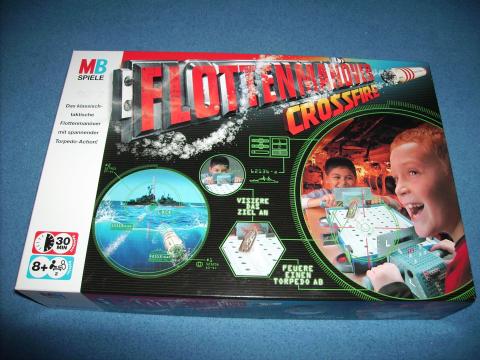 MB
SPIELE
FLOTTENMANÖVER
CROSSFIRE
Das klassisch-
taktische
Flottenmanöver
mit spannender
Torpedo-Action!
VISIERE
DAS
ZIEL AN
FEUERE
EINEN
TORPEDO AB
30
MIN
8+
2